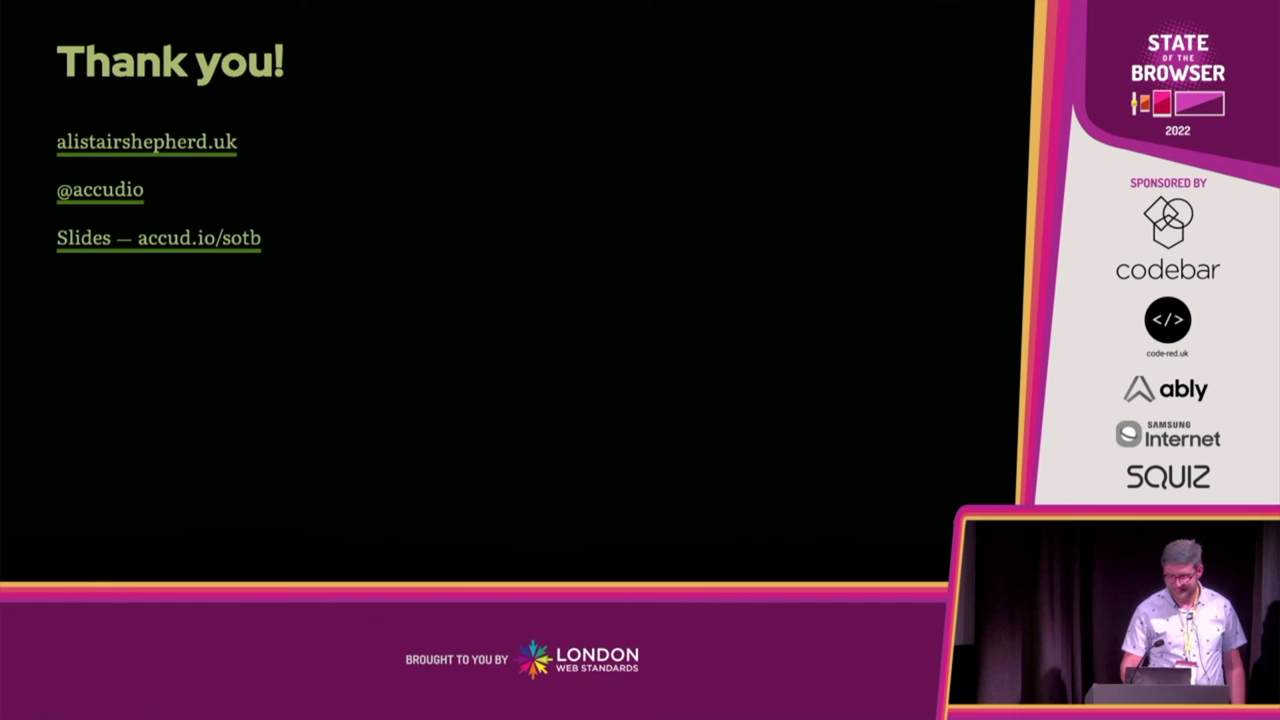 Thank you!
alistairshepherd.uk
@accudio
Slides — accud.io/sotb
STATE
OF THE
BROWSER
2022
SPONSORED BY
codebar
</>
code-red.uk
ably
SAMSUNG
Internet
SQUIZ
BROUGHT TO YOU BY
LONDON
WEB STANDARDS